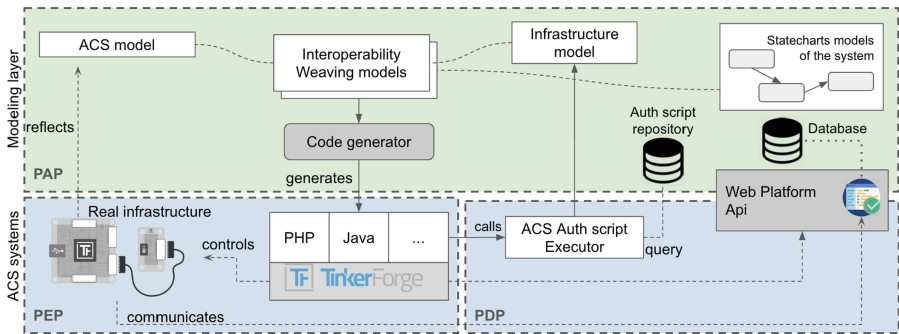 Modeling layer
ACS model
Interoperability
Weaving models
Infrastructure
model
Statecharts models
of the system
reflects
Code generator
Auth script
repository
Database
PAP
generates
Web Platform
Api
ACS systems
Real infrastructure
controls
PHP
Java
...
calls
ACS Auth script
Executor
query
TF
TF TinkerForge
PEP
communicates
PDP